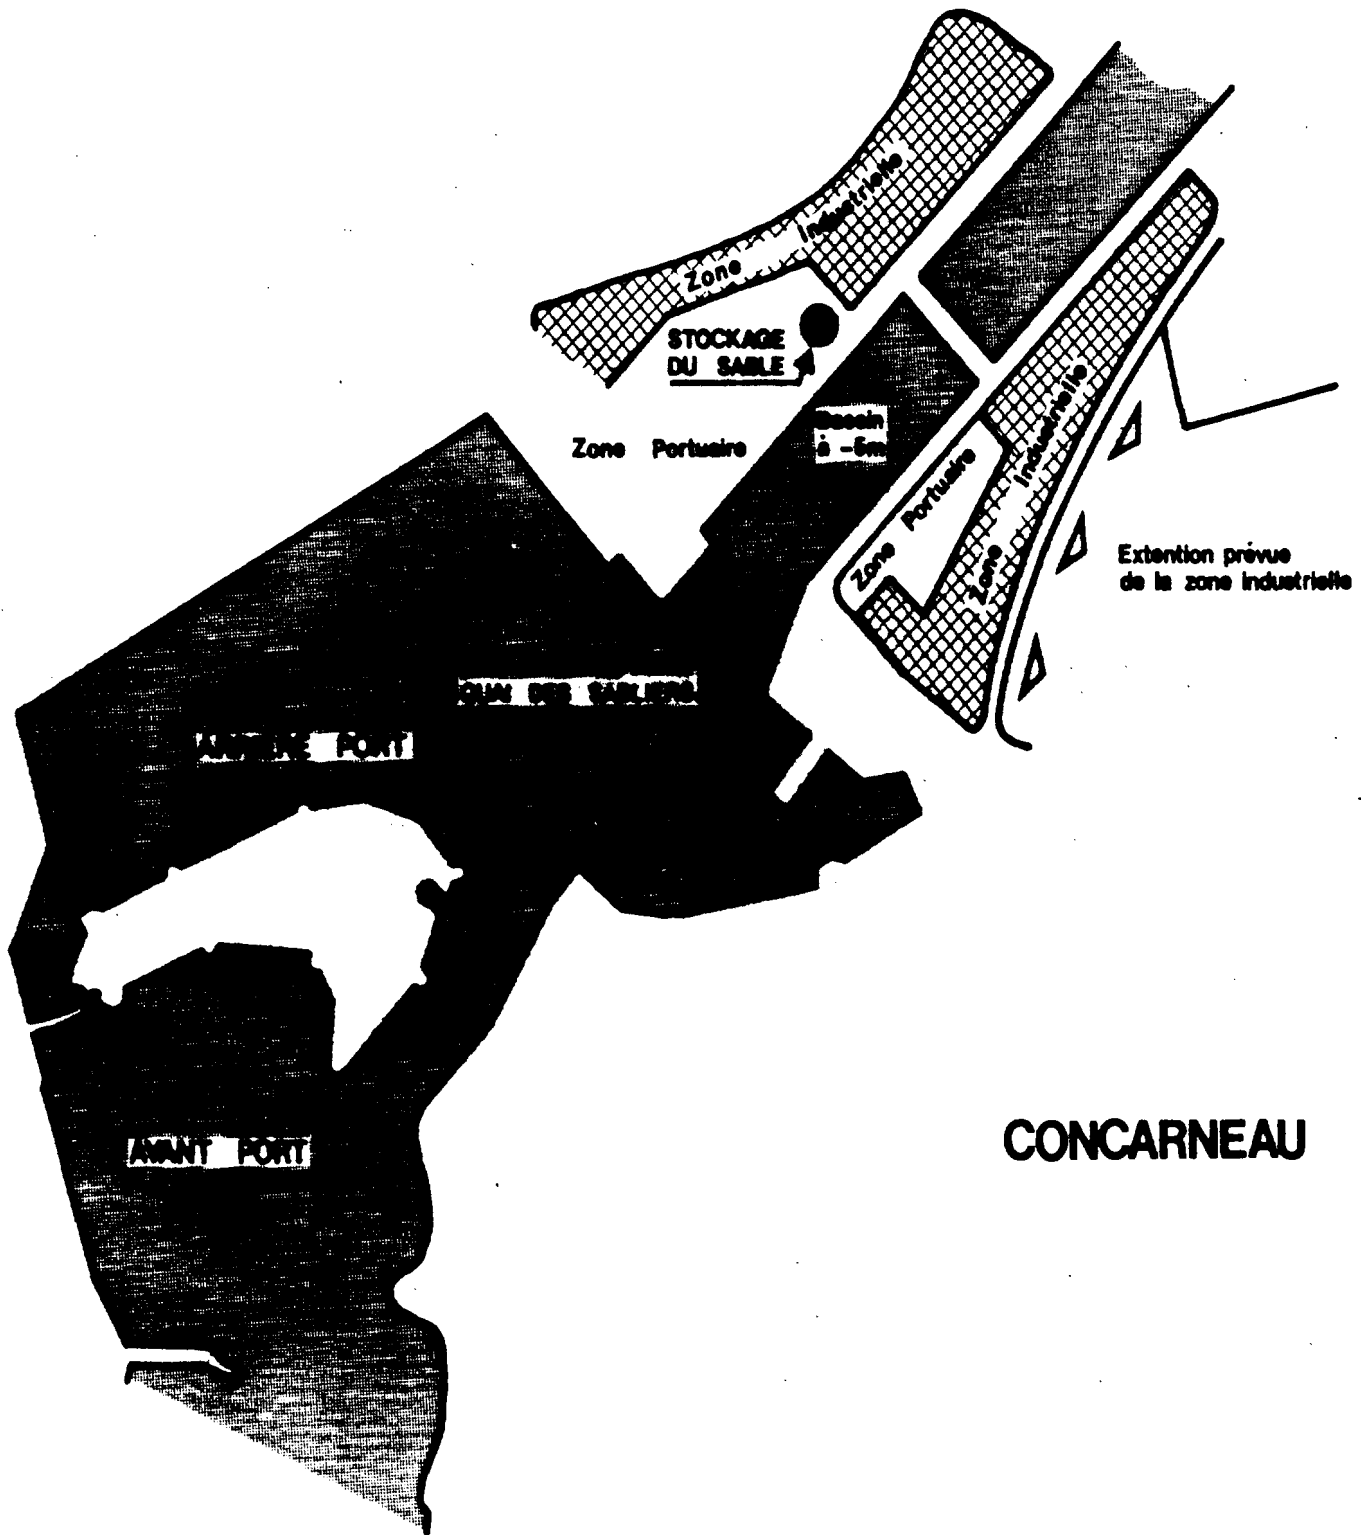 Zone Industrielle
STOCKAGE
DU SABLE
Zone Portuaire
Bassin
à -5m
Zone Portuaire
Zone Industrielle
Extention prévue
de la zone industrielle
QUAI DES SABLIERS
ARRIERE PORT
AVANT PORT
CONCARNEAU